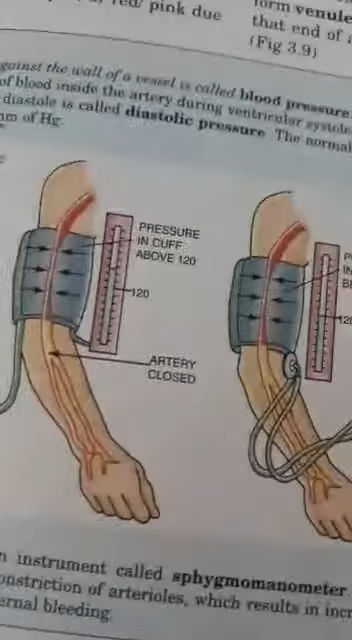 red/ pink due
form venule
that end of a
(Fig 3.9)
against the wall of a vessel is called blood pressure.
of blood inside the artery during ventricular systole
diastole is called diastolic pressure The normal
mm of Hg.
PRESSURE
IN CUFF
ABOVE 120
120
ARTERY
CLOSED
P
IN
BE
120
n instrument called sphygmomanometer.
onstriction of arterioles, which results in incr
ernal bleeding.